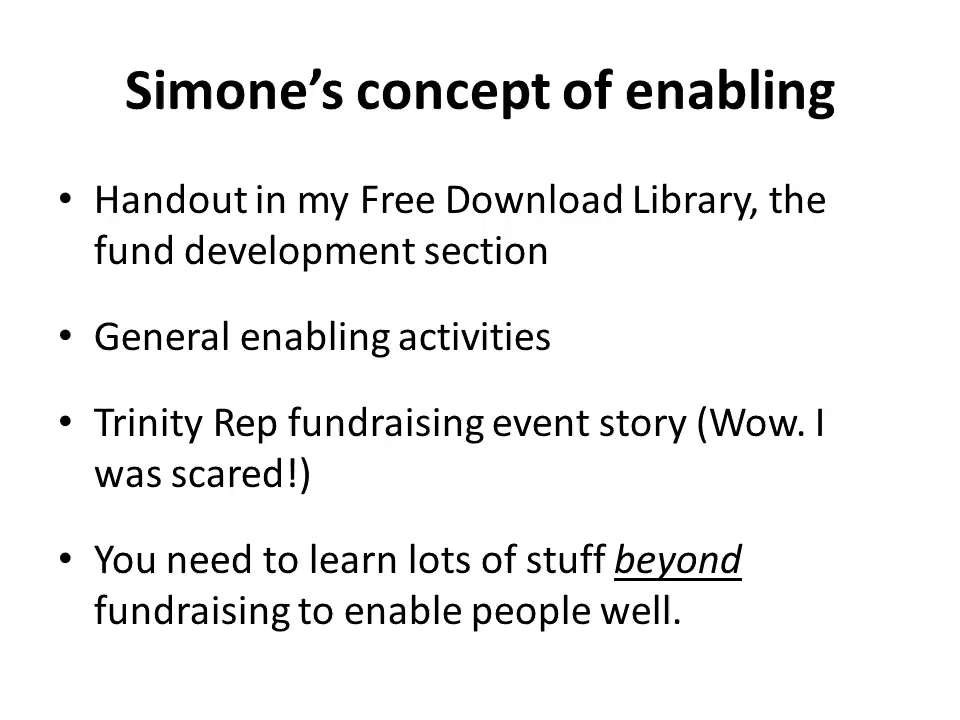 Simone’s concept of enabling
• Handout in my Free Download Library, the
fund development section
• General enabling activities
• Trinity Rep fundraising event story (Wow. I
was scared!)
• You need to learn lots of stuff beyond
fundraising to enable people well.